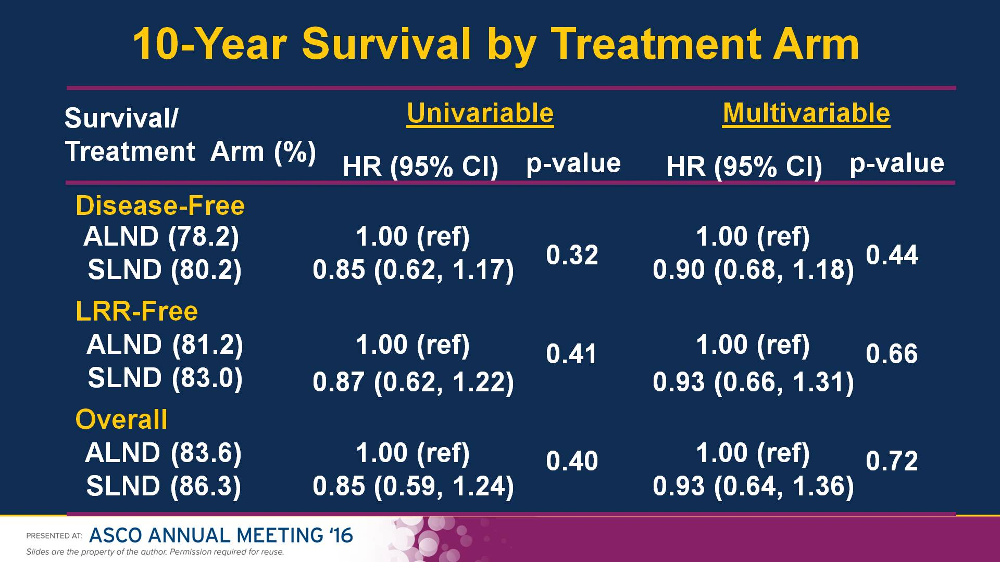 10-Year Survival by Treatment Arm
Survival/
Treatment Arm (%)
Univariable
Multivariable
HR (95% CI) p-value HR (95% CI) p-value
Disease-Free
ALND (78.2) 1.00 (ref) 1.00 (ref)
0.32 0.44
SLND (80.2) 0.85 (0.62, 1.17) 0.90 (0.68, 1.18)
LRR-Free
ALND (81.2) 1.00 (ref) 1.00 (ref)
0.41 0.66
SLND (83.0) 0.87 (0.62, 1.22) 0.93 (0.66, 1.31)
Overall
ALND (83.6) 1.00 (ref) 1.00 (ref)
0.40 0.72
SLND (86.3) 0.85 (0.59, 1.24) 0.93 (0.64, 1.36)
PRESENTED AT: ASCO ANNUAL MEETING ‘16
Slides are the property of the author. Permission required for reuse.